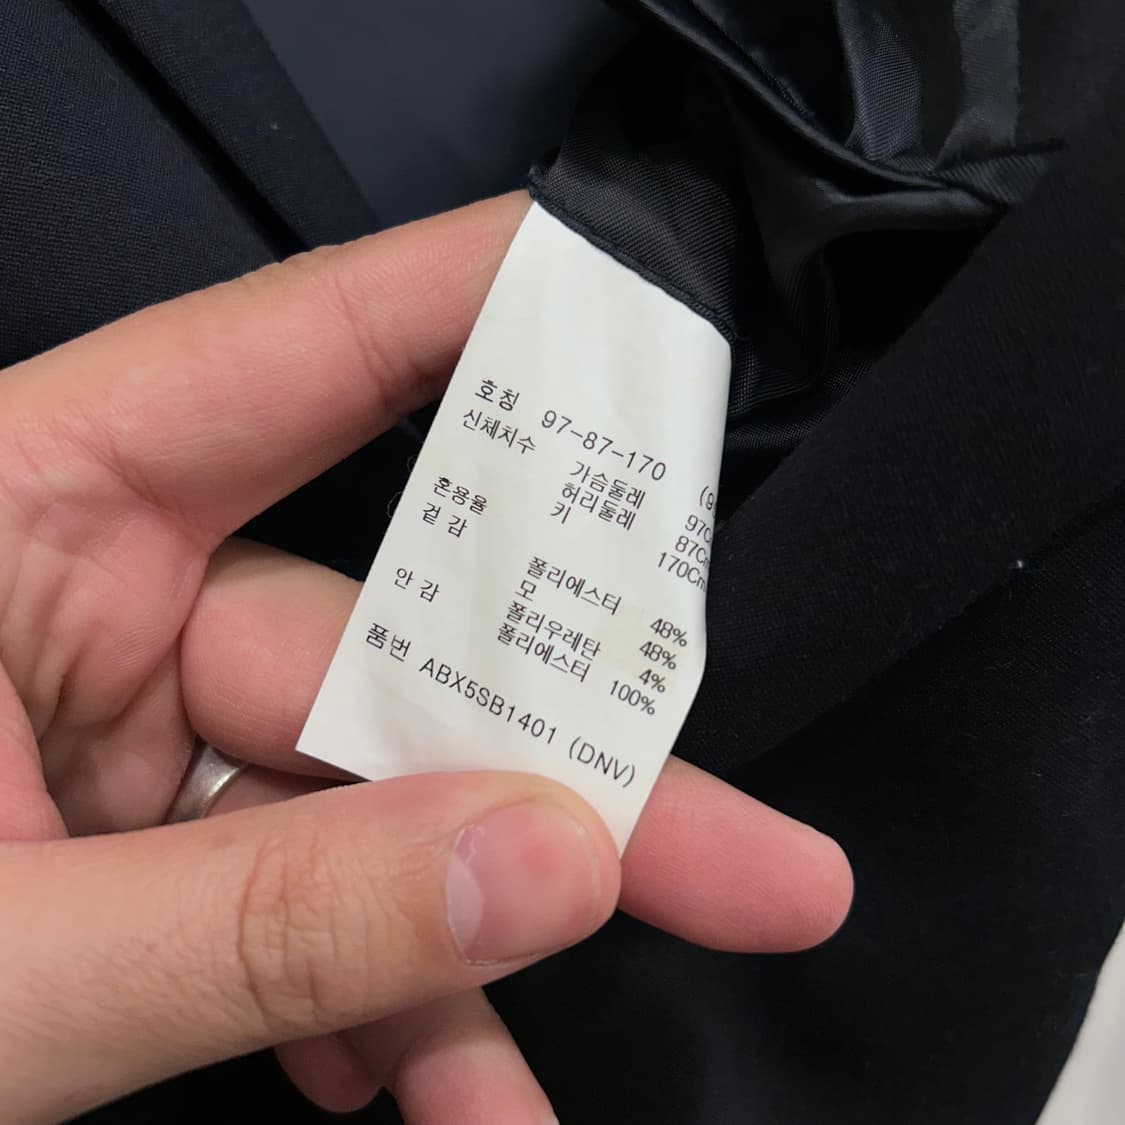 호칭 97-87-170
신체치수
가슴둘레 97C
허리둘레 87Cm
키 170Cm
혼용율
겉감
폴리에스터 48%
모 48%
폴리우레탄 4%
안감 폴리에스터 100%
품번 ABX5SB1401 (DNV)